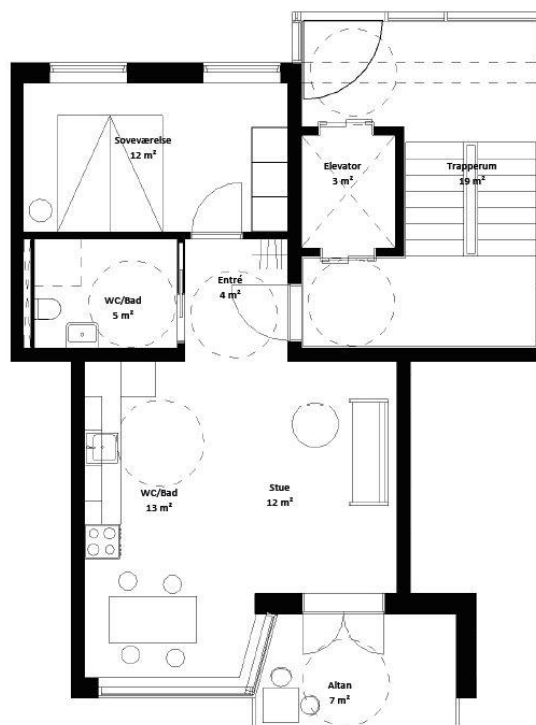 Soveværelse
12 m²
Elevator
3 m²
Trapperum
19 m²
Entré
4 m²
WC/Bad
5 m²
WC/Bad
13 m²
Stue
12 m²
Altan
7 m²